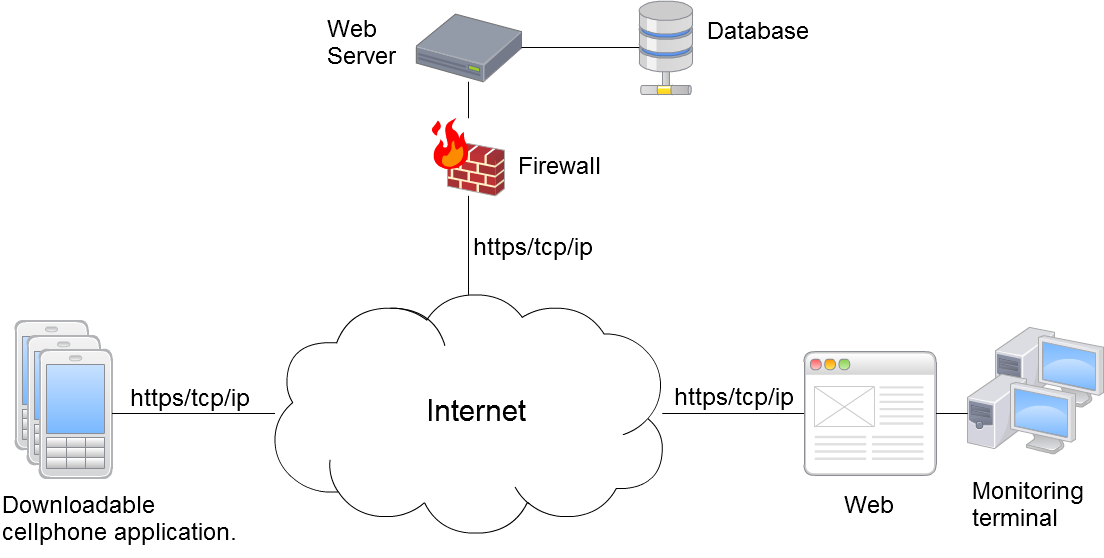 Web
Server
Database
Firewall
https/tcp/ip
https/tcp/ip
Internet
https/tcp/ip
Downloadable
cellphone application.
Web
Monitoring
terminal